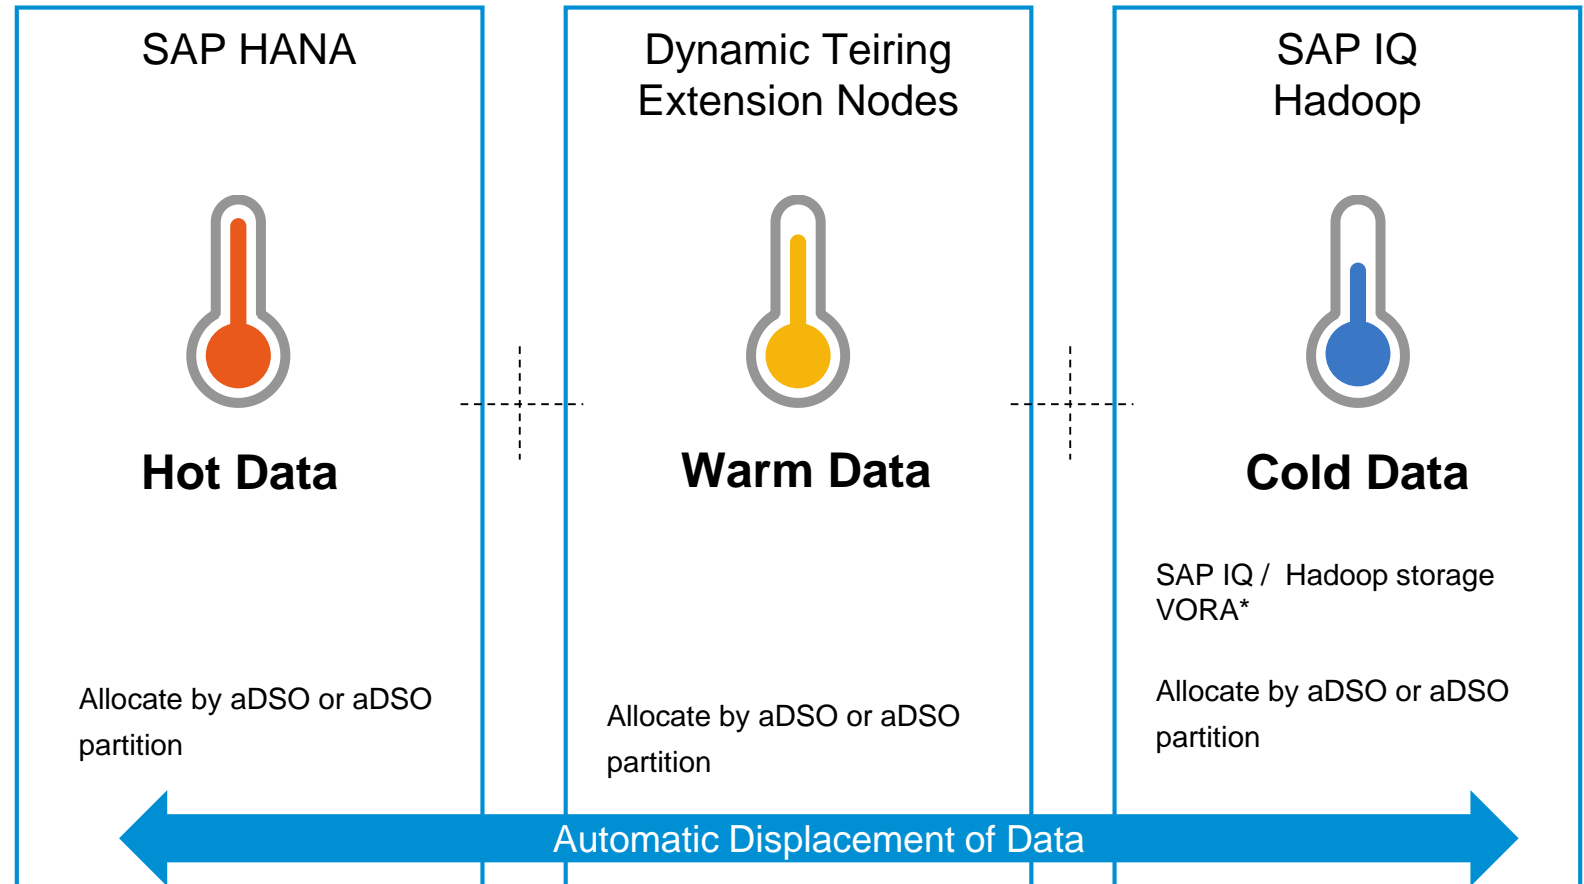 SAP HANA
Hot Data
Allocate by aDSO or aDSO
partition
Dynamic Teiring
Extension Nodes
Warm Data
Allocate by aDSO or aDSO
partition
SAP IQ
Hadoop
Cold Data
SAP IQ / Hadoop storage
VORA*
Allocate by aDSO or aDSO
partition
Automatic Displacement of Data